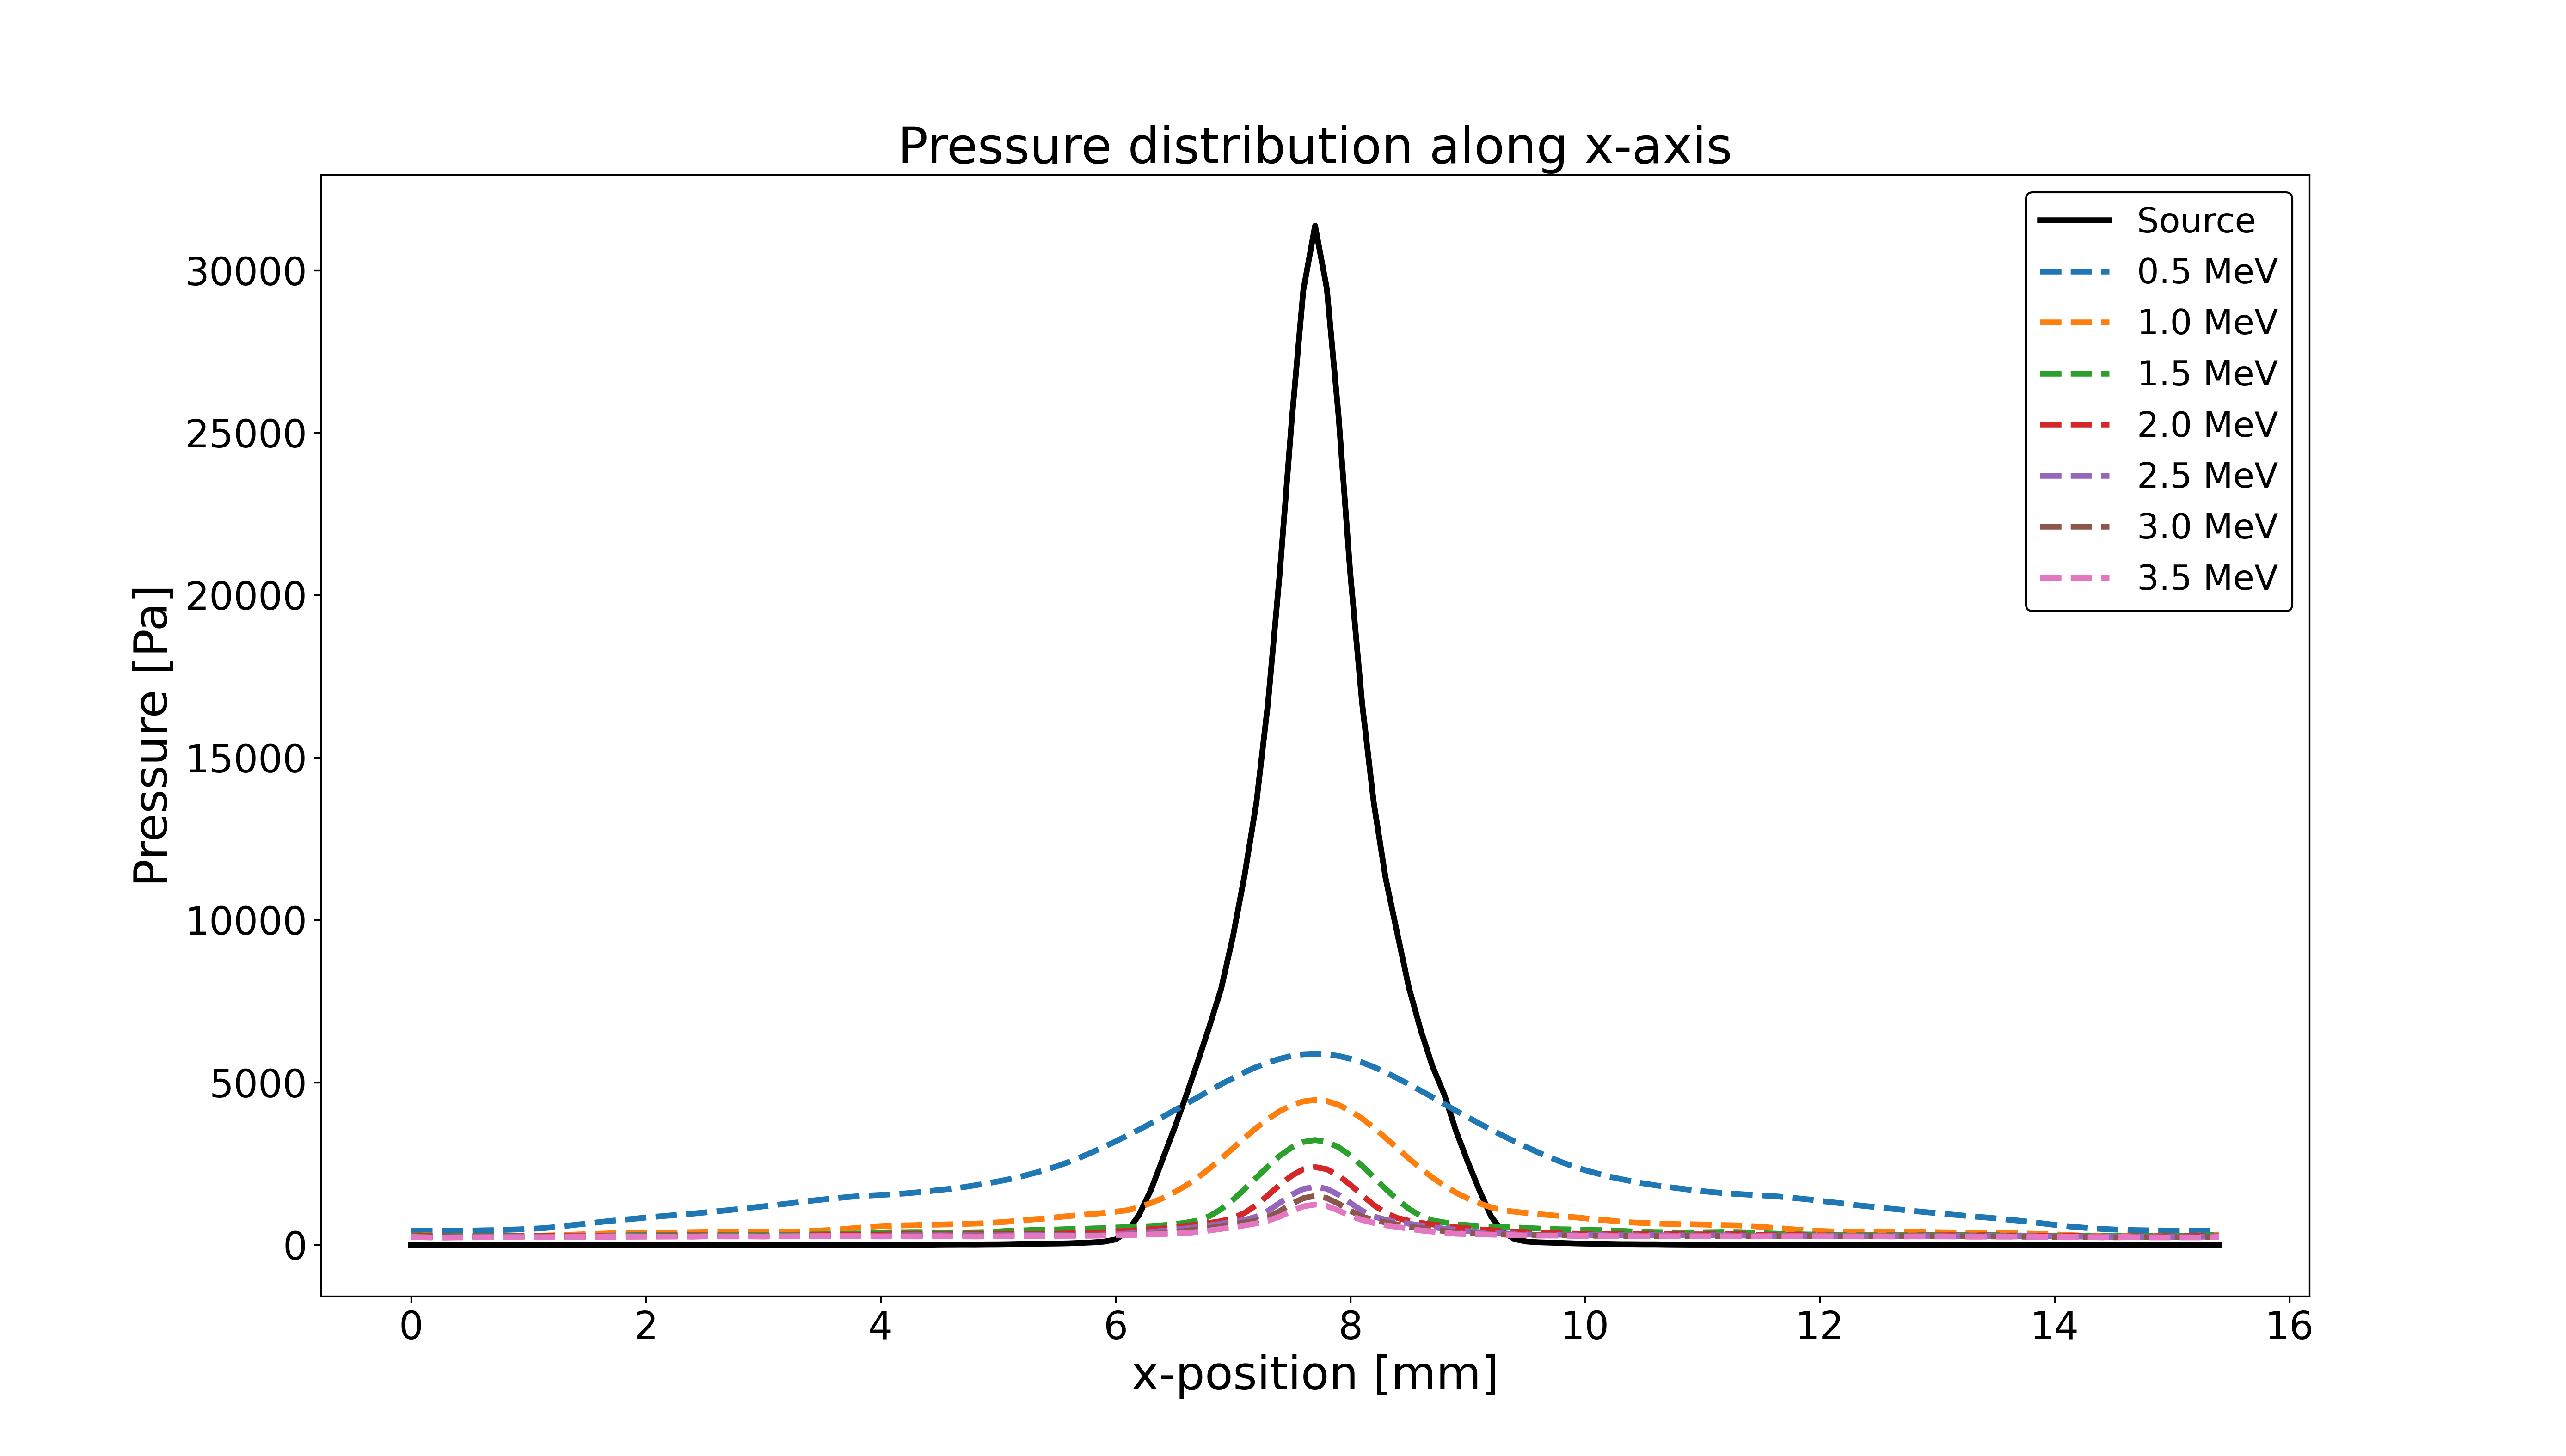 Pressure distribution along x-axis
Pressure [Pa]
30000
25000
20000
15000
10000
5000
0
Source
0.5 MeV
1.0 MeV
1.5 MeV
2.0 MeV
2.5 MeV
3.0 MeV
3.5 MeV
0 2 4 6 8 10 12 14 16
x-position [mm]